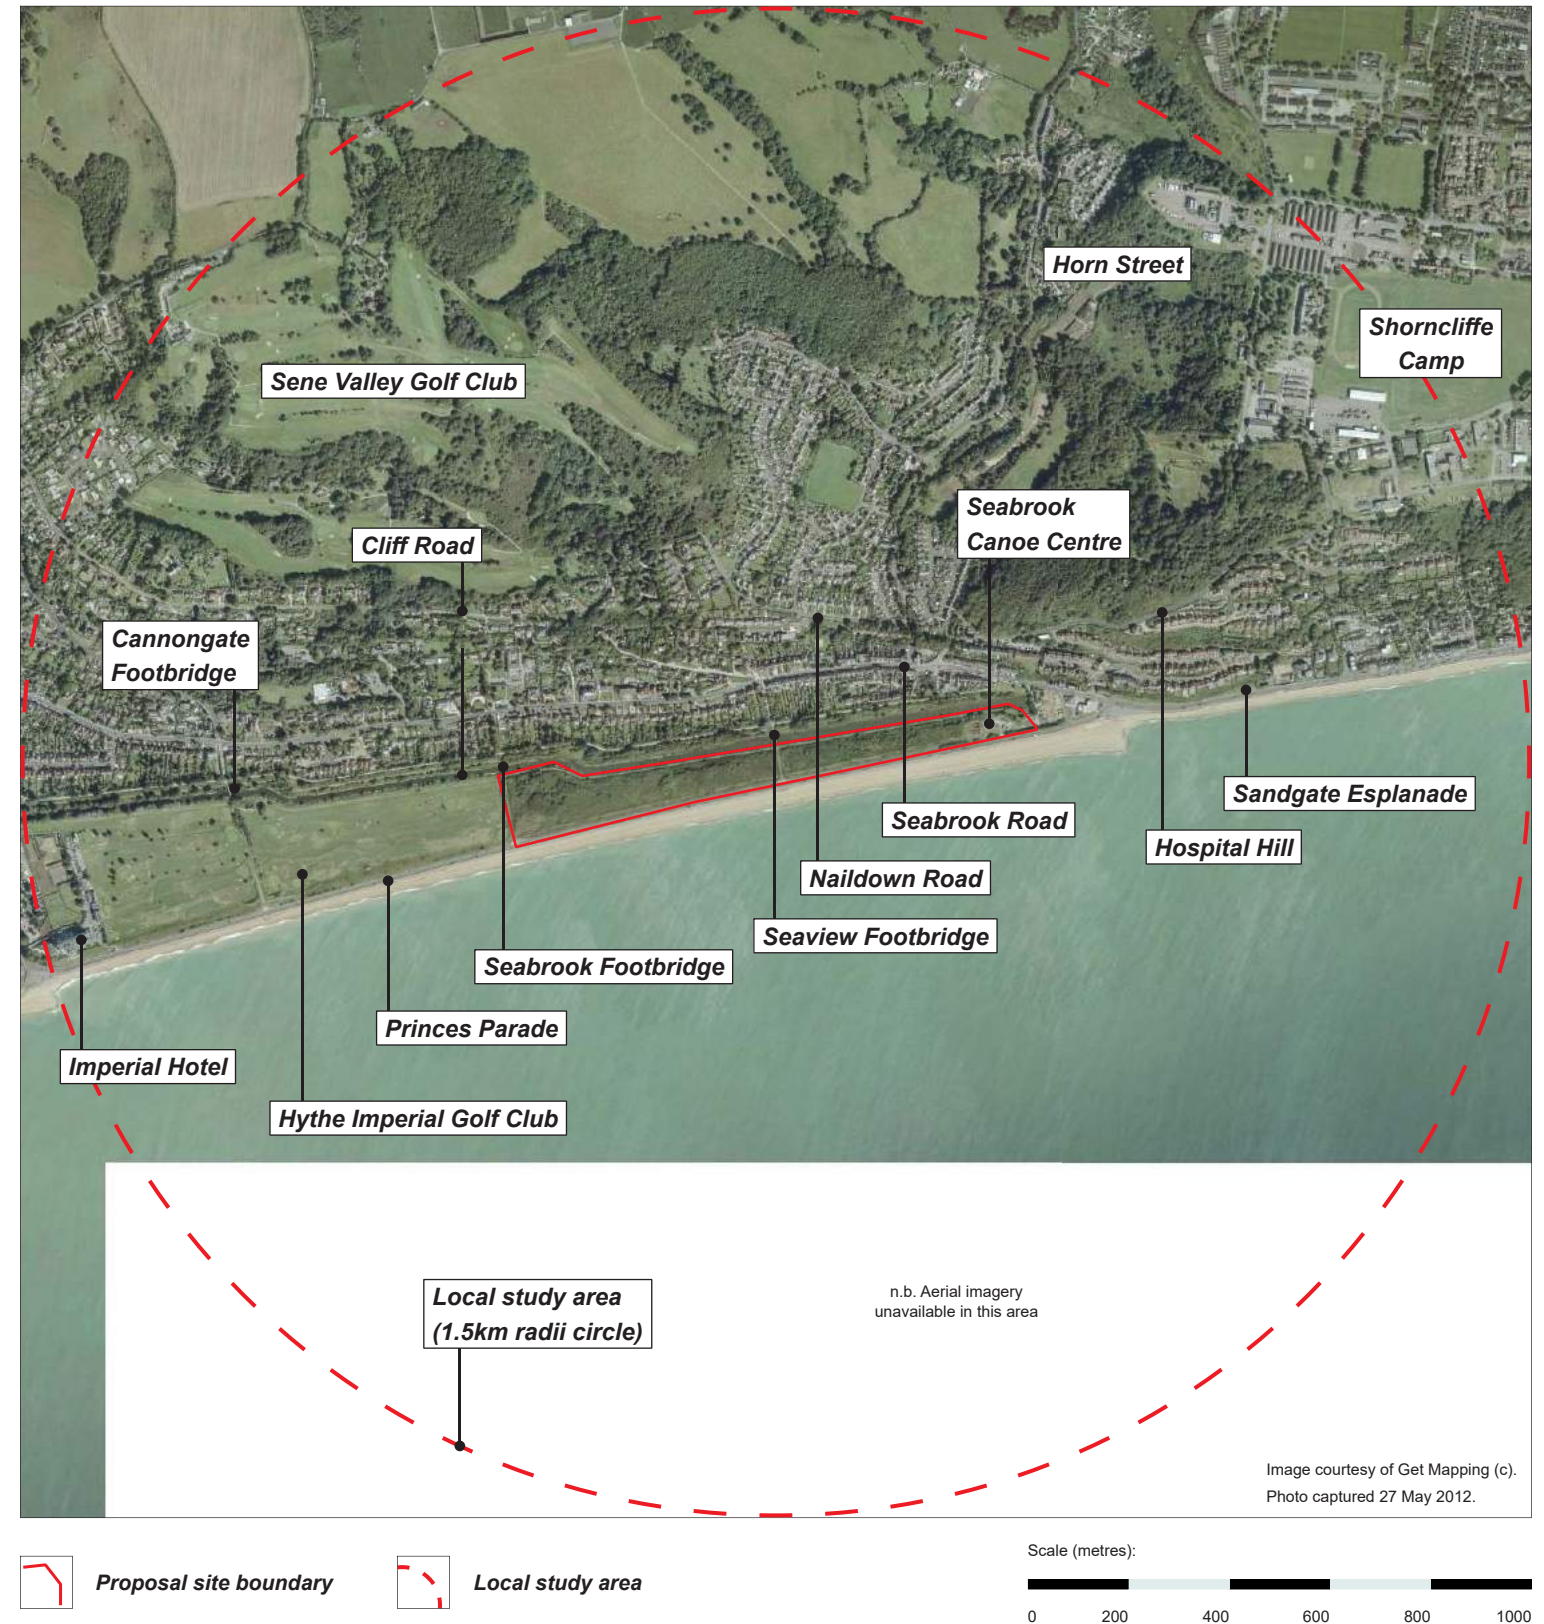 Horn Street
Shorncliffe
Camp
Sene Valley Golf Club
Seabrook
Canoe Centre
Cliff Road
Cannongate
Footbridge
Sandgate Esplanade
Seabrook Road
Hospital Hill
Naildown Road
Seaview Footbridge
Seabrook Footbridge
Princes Parade
Imperial Hotel
Hythe Imperial Golf Club
Local study area
(1.5km radii circle)
n.b. Aerial imagery
unavailable in this area
Image courtesy of Get Mapping (c).
Photo captured 27 May 2012.
Proposal site boundary
Local study area
Scale (metres):
0 200 400 600 800 1000